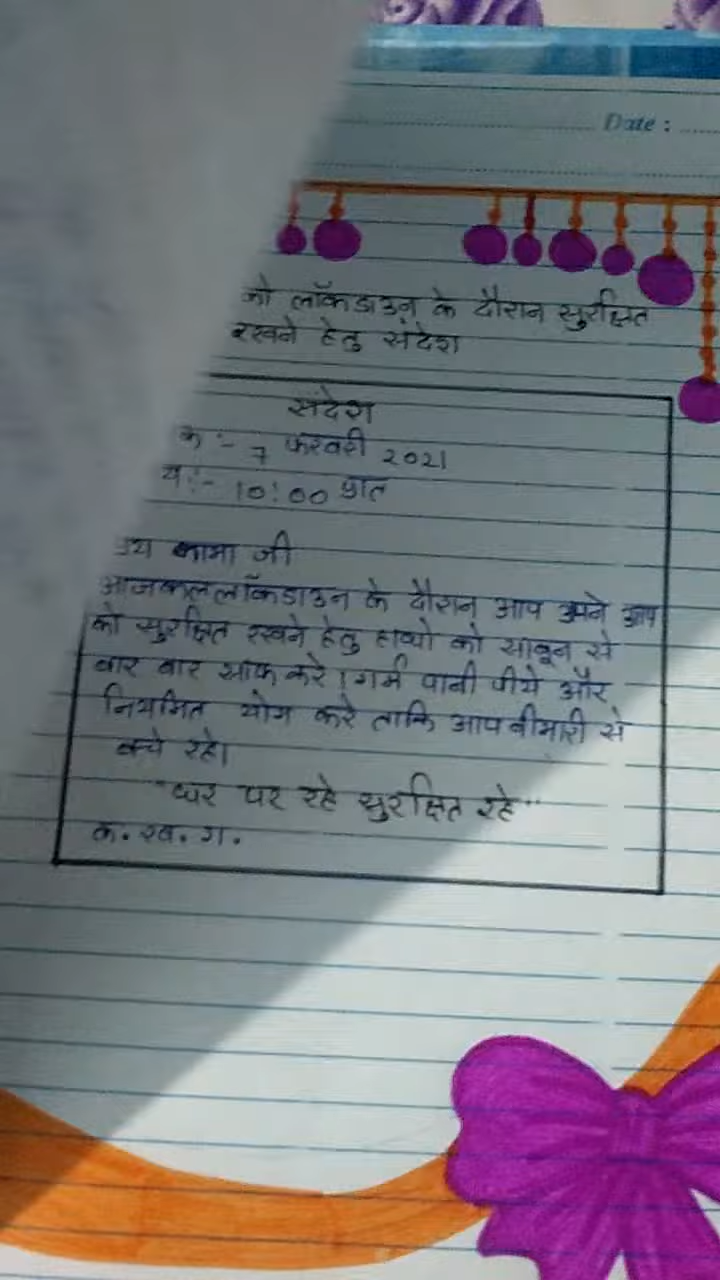 Date :
को लॉकडाउन के दौरान सुरक्षित
रखने हेतु संदेश
संदेश
क :- 7 फरवरी 2021
य :- 10:00 प्रात
मामा जी
आजकल लॉकडाउन के दौरान आप अपने आप
को सुरक्षित रखने हेतु हाथो को साबून से
बार बार साफ करे। गर्म पानी पीये और
नियमित योग करे ताकि आप बीमारी से
बचे रहे।
"घर पर रहे सुरक्षित रहे"
क. ख. ग.